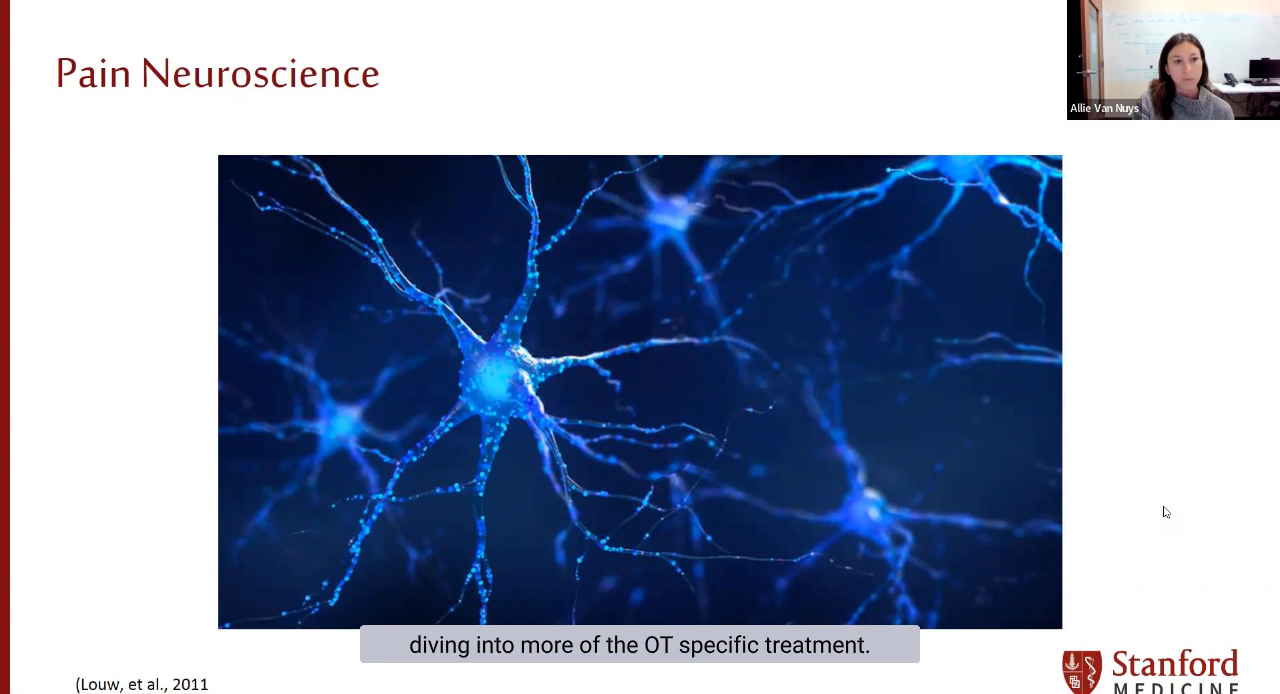 Pain Neuroscience
Allie Van Nuys
diving into more of the OT specific treatment.
(Louw, et al., 2011
Stanford
MEDICINE